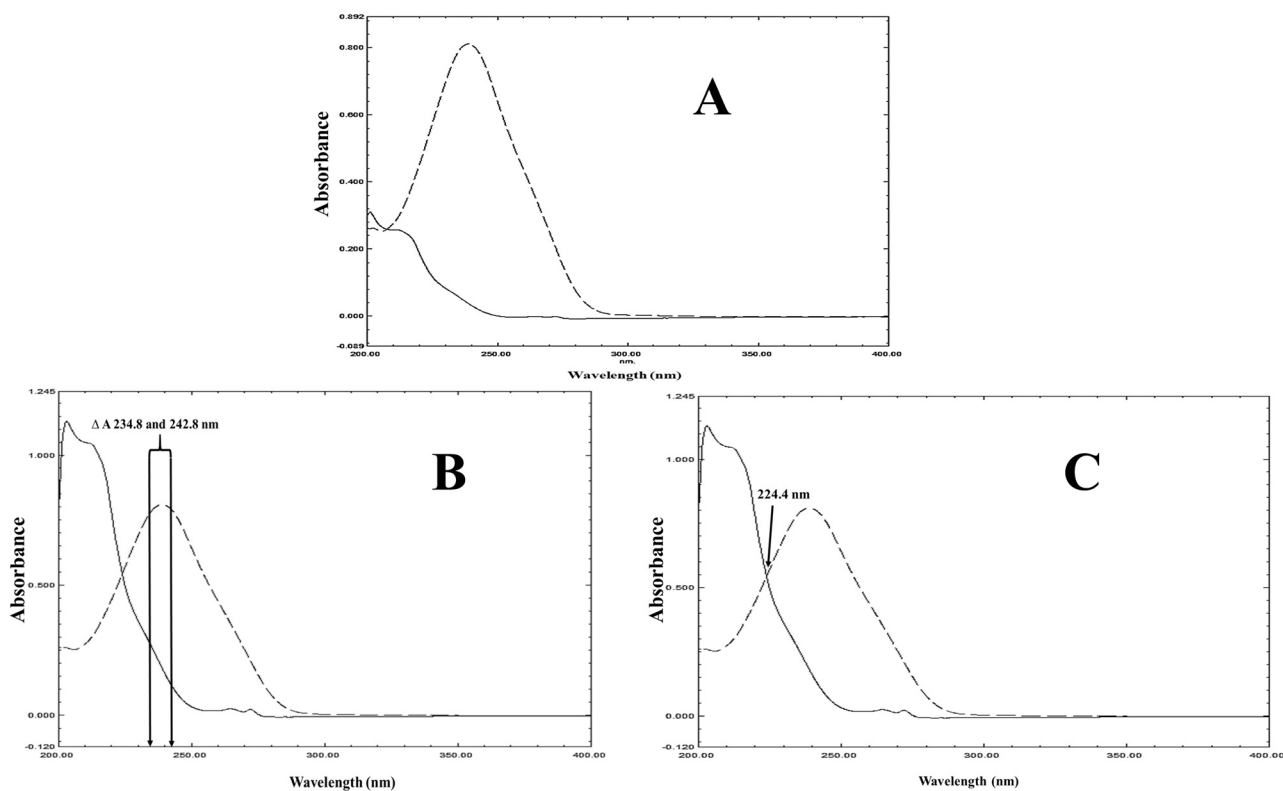 0.892
0.800
A
0.600
Absorbance
0.400
0.200
0.000
-0.089
200.00 250.00 300.00 350.00 400.00
nm.
Wavelength (nm)
1.245
Δ A 234.8 and 242.8 nm
B
1.000
Absorbance
0.500
0.000
-0.120
200.00 250.00 300.00 350.00 400.00
Wavelength (nm)
1.245
C
224.4 nm
1.000
Absorbance
0.500
0.000
-0.120
200.00 250.00 300.00 350.00 400.00
Wavelength (nm)